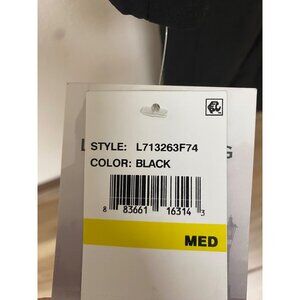 STYLE: L713263F74
COLOR: BLACK
8 83661 16314 3
MED